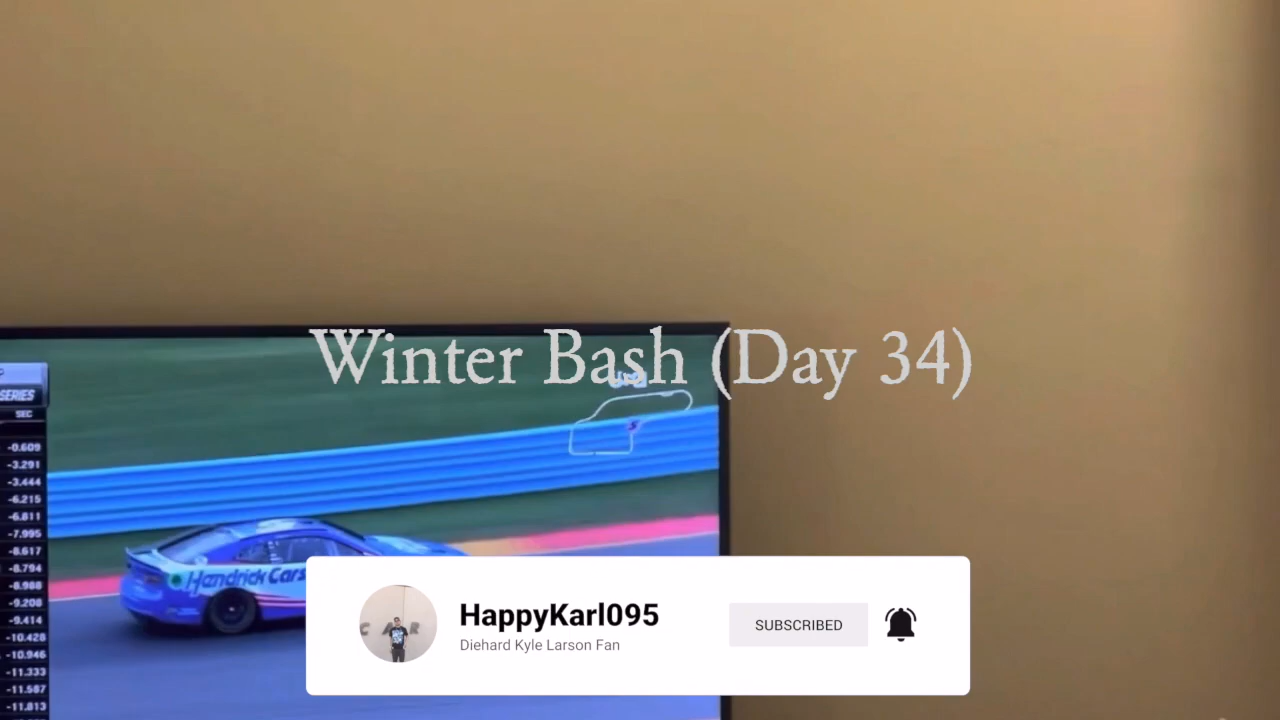 Winter Bash (Day 34)
SERIES
SEC
-0.609
-3.291
-3.444
-6.215
-6.811
-7.995
-8.617
-8.794
-8.988
-9.208
-9.414
-10.428
-10.946
-11.333
-11.587
-11.813
Hendrick Cars
HappyKarl095
Diehard Kyle Larson Fan
SUBSCRIBED